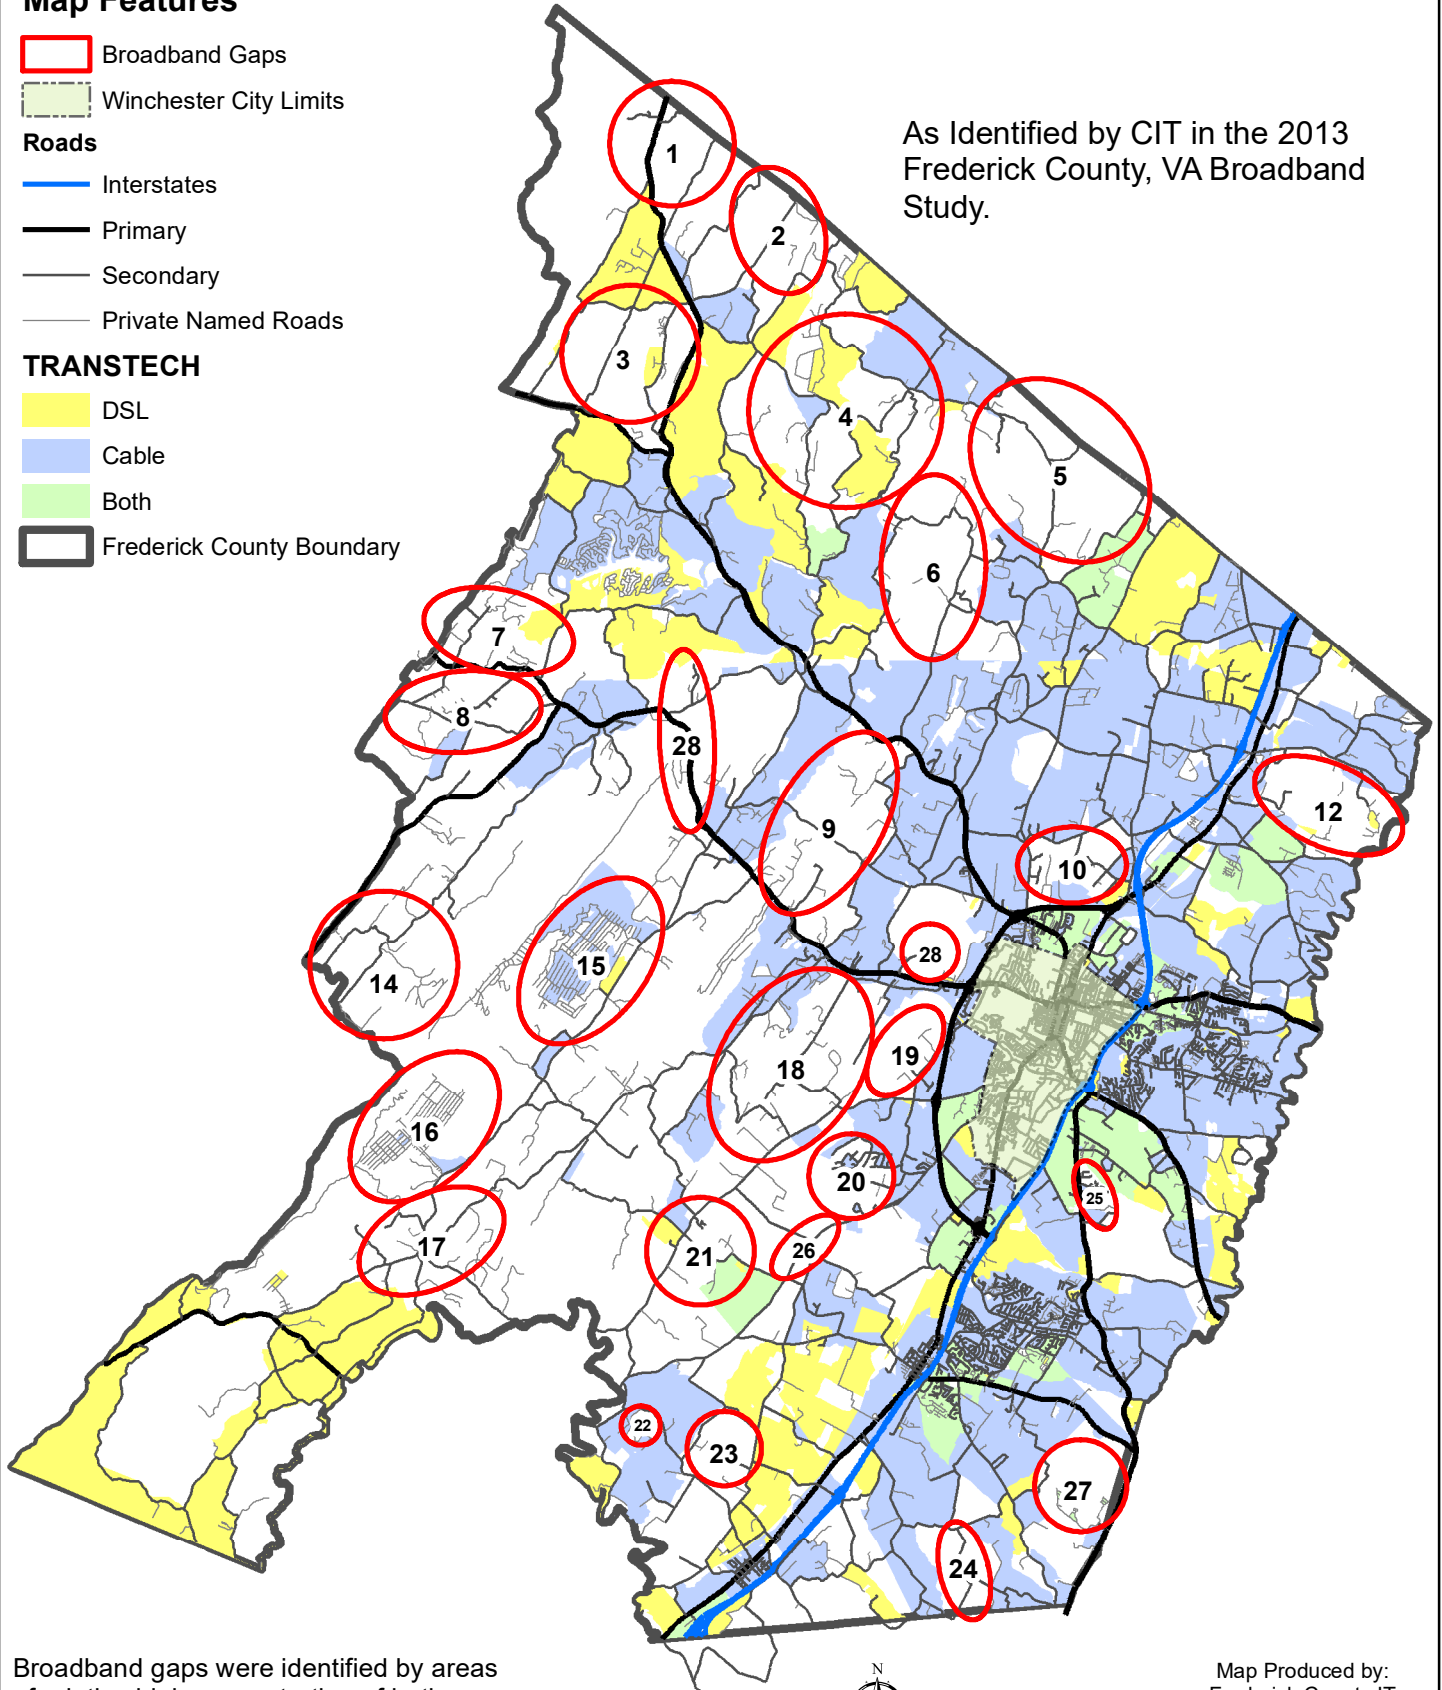 Map Features
Broadband Gaps
Winchester City Limits
Roads
Interstates
Primary
Secondary
Private Named Roads
TRANSTECH
DSL
Cable
Both
Frederick County Boundary
As Identified by CIT in the 2013
Frederick County, VA Broadband
Study.
1
2
3
4
5
6
7
8
28
9
12
10
28
14
15
18
19
16
20
25
17
21
26
22
23
27
24
Broadband gaps were identified by areas
N
Map Produced by:
Frederick County IT